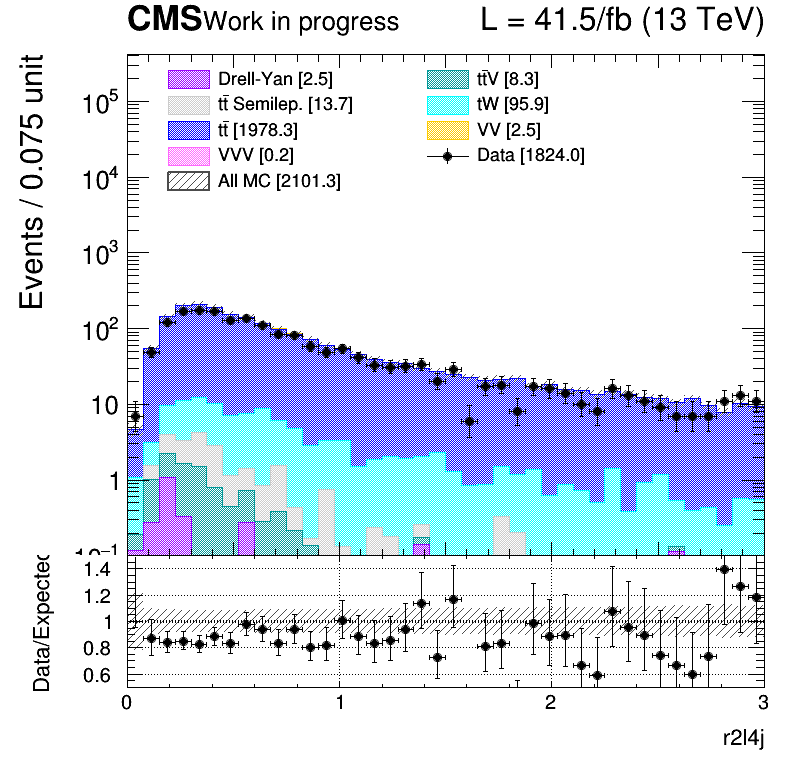 CMS Work in progress L = 41.5/fb (13 TeV)
Events / 0.075 unit
Drell-Yan [2.5]
tt̄ Semilep. [13.7]
tt̄ [1978.3]
VVV [0.2]
All MC [2101.3]
tt̄V [8.3]
tW [95.9]
VV [2.5]
Data [1824.0]
10⁵
10⁴
10³
10²
10
1
10⁻¹
Data/Expected
1.4
1.2
1
0.8
0.6
0 1 2 3
r2l4j